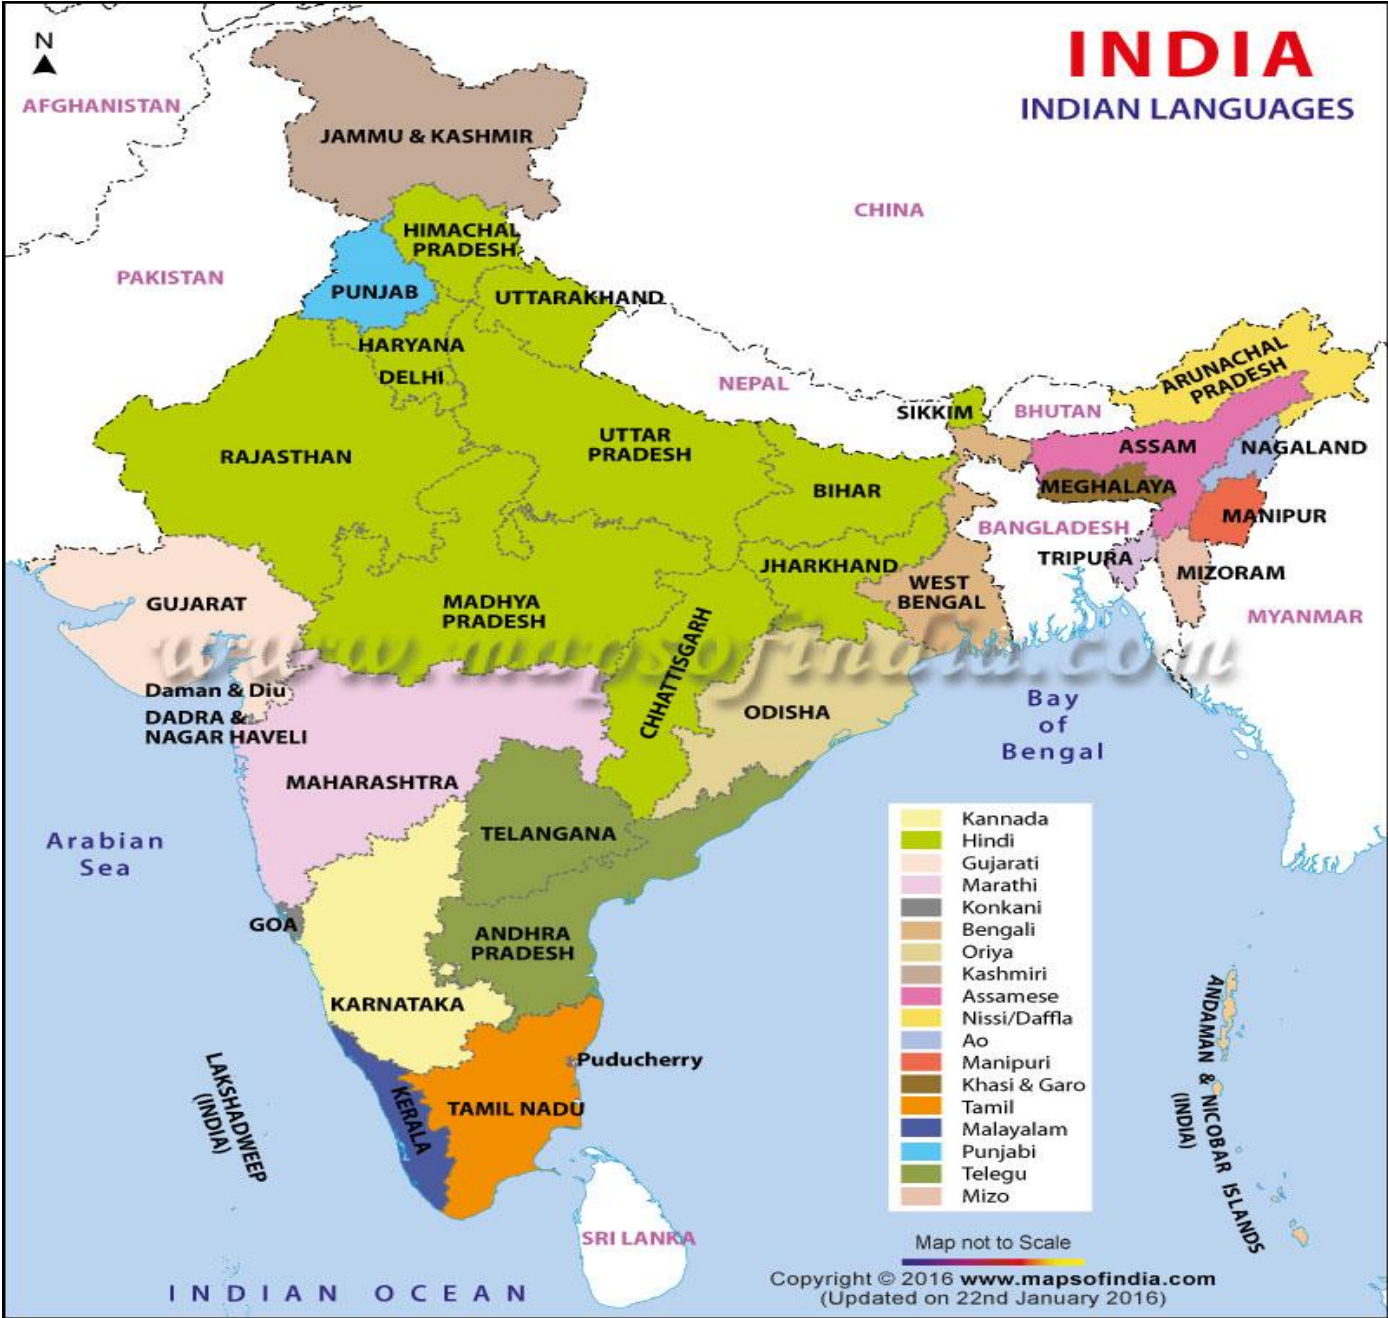 N
INDIA
INDIAN LANGUAGES
AFGHANISTAN
JAMMU & KASHMIR
CHINA
HIMACHAL
PRADESH
PAKISTAN
PUNJAB
UTTARAKHAND
HARYANA
DELHI
NEPAL
SIKKIM
BHUTAN
ARUNACHAL
PRADESH
RAJASTHAN
UTTAR
PRADESH
ASSAM
NAGALAND
BIHAR
MEGHALAYA
BANGLADESH
MANIPUR
TRIPURA
MIZORAM
JHARKHAND
WEST
BENGAL
GUJARAT
MADHYA
PRADESH
MYANMAR
www.mapsofindia.com
CHHATTISGARH
Daman & Diu
DADRA &
NAGAR HAVELI
ODISHA
Bay
of
Bengal
MAHARASHTRA
Arabian
Sea
TELANGANA
GOA
ANDHRA
PRADESH
KARNATAKA
Puducherry
LAKSHADWEEP
(INDIA)
KERALA
TAMIL NADU
SRI LANKA
INDIAN OCEAN
ANDAMAN & NICOBAR ISLANDS
(INDIA)
Kannada
Hindi
Gujarati
Marathi
Konkani
Bengali
Oriya
Kashmiri
Assamese
Nissi/Daffla
Ao
Manipuri
Khasi & Garo
Tamil
Malayalam
Punjabi
Telegu
Mizo
Map not to Scale
Copyright © 2016 www.mapsofindia.com
(Updated on 22nd January 2016)